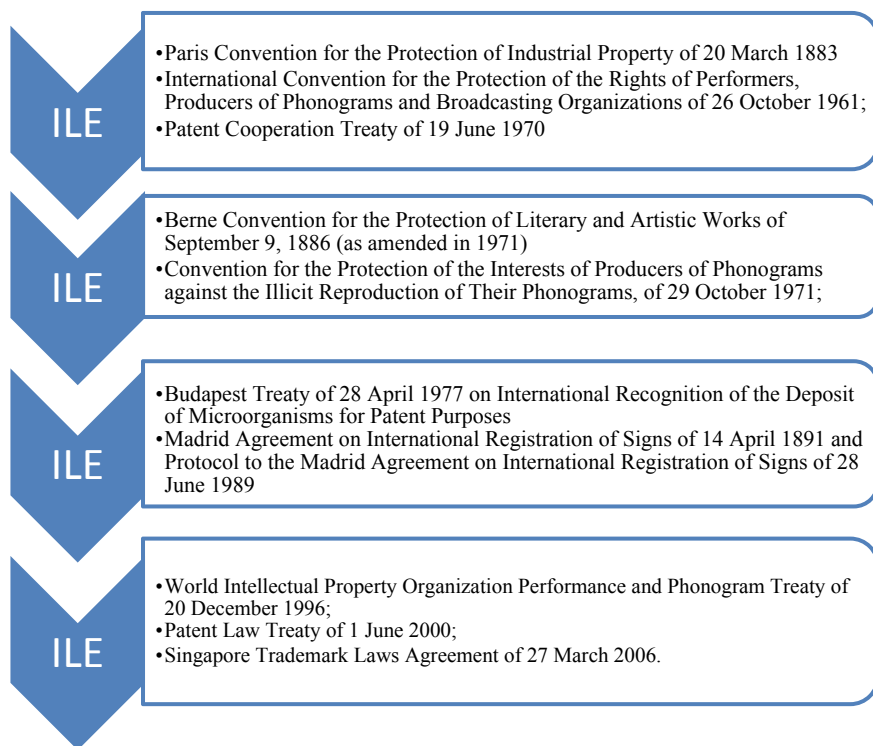 ILE
•Paris Convention for the Protection of Industrial Property of 20 March 1883
•International Convention for the Protection of the Rights of Performers,
Producers of Phonograms and Broadcasting Organizations of 26 October 1961;
•Patent Cooperation Treaty of 19 June 1970
ILE
•Berne Convention for the Protection of Literary and Artistic Works of
September 9, 1886 (as amended in 1971)
•Convention for the Protection of the Interests of Producers of Phonograms
against the Illicit Reproduction of Their Phonograms, of 29 October 1971;
ILE
•Budapest Treaty of 28 April 1977 on International Recognition of the Deposit
of Microorganisms for Patent Purposes
•Madrid Agreement on International Registration of Signs of 14 April 1891 and
Protocol to the Madrid Agreement on International Registration of Signs of 28
June 1989
ILE
•World Intellectual Property Organization Performance and Phonogram Treaty of
20 December 1996;
•Patent Law Treaty of 1 June 2000;
•Singapore Trademark Laws Agreement of 27 March 2006.